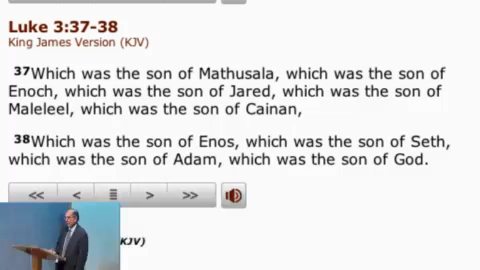 Luke 3:37-38
King James Version (KJV)
37Which was the son of Mathusala, which was the son of
Enoch, which was the son of Jared, which was the son of
Maleleel, which was the son of Cainan,
38Which was the son of Enos, which was the son of Seth,
which was the son of Adam, which was the son of God.
<< < > >>
KJV)